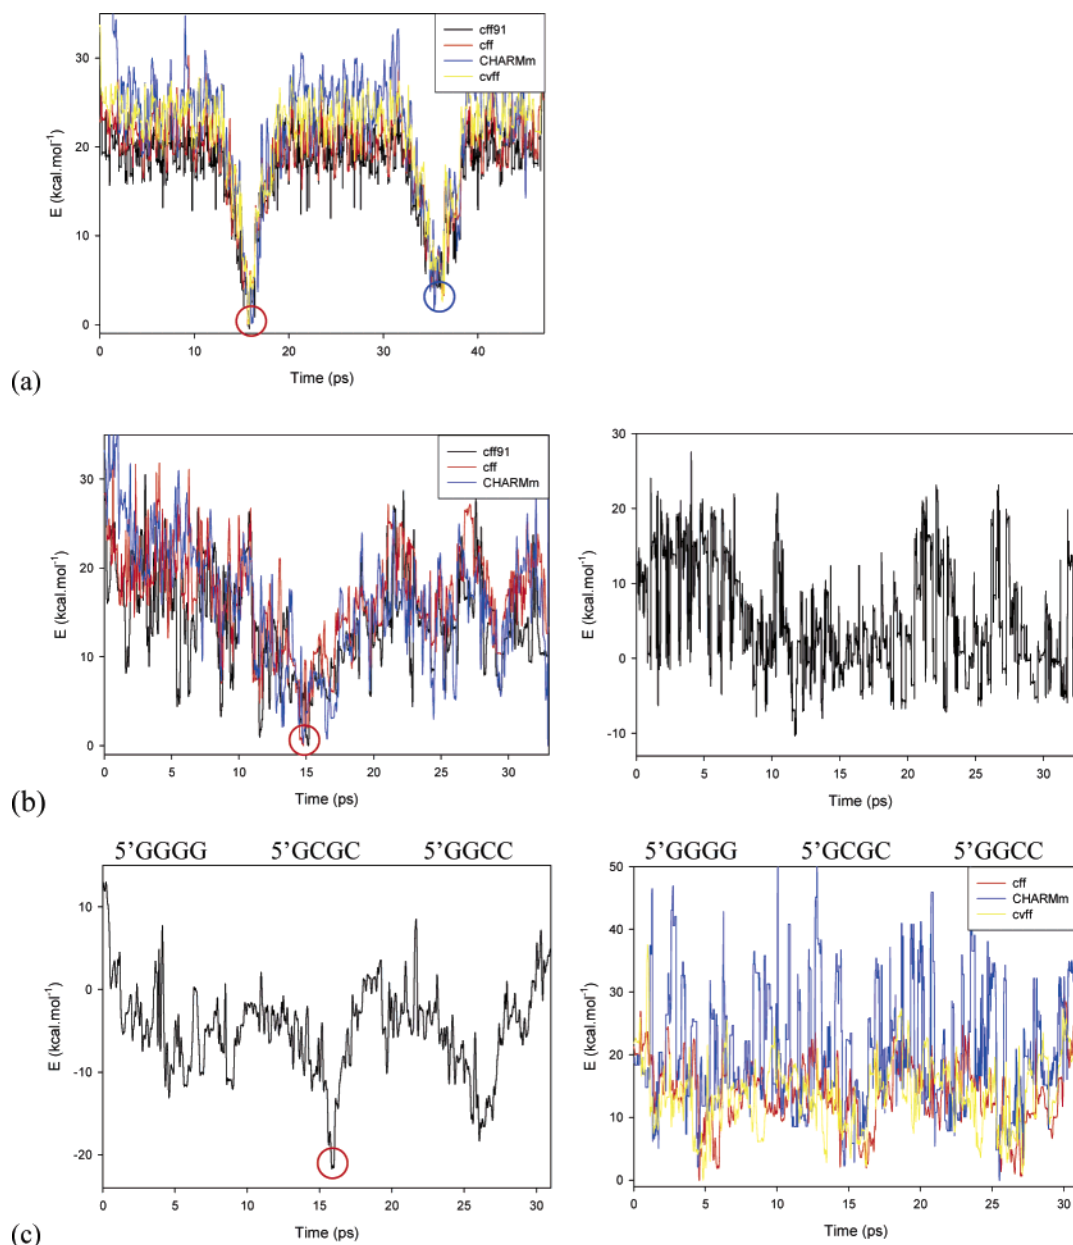 cff91
cff
CHARMm
cvff
30
20
10
0
E (kcal.mol⁻¹)
0 10 20 30 40
Time (ps)
(a)
cff91
cff
CHARMm
30
20
10
0
E (kcal.mol⁻¹)
0 5 10 15 20 25 30
Time (ps)
30
20
10
0
-10
E (kcal.mol⁻¹)
0 5 10 15 20 25 30
Time (ps)
(b)
5'GGGG 5'GCGC 5'GGCC
10
0
-10
-20
E (kcal.mol⁻¹)
0 5 10 15 20 25 30
Time (ps)
5'GGGG 5'GCGC 5'GGCC
cff
CHARMm
cvff
50
40
30
20
10
0
E (kcal.mol⁻¹)
0 5 10 15 20 25 30
Time (ps)
(c)